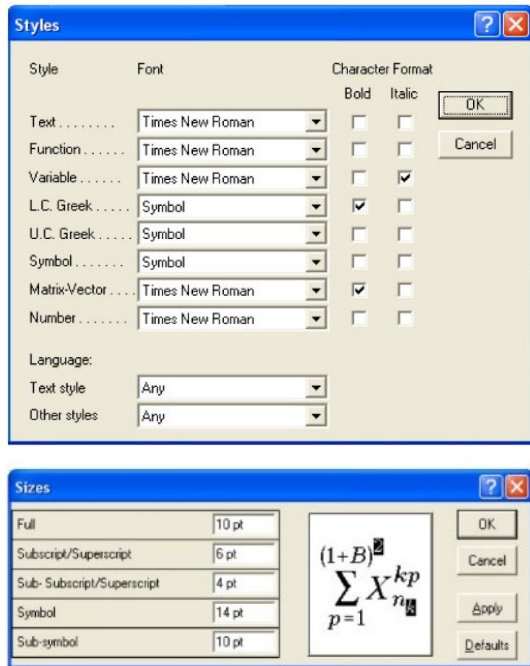 Styles
Style Font Character Format
Bold Italic
OK
Text . . . . . . . . Times New Roman
Function . . . . . . Times New Roman
Cancel
Variable . . . . . . Times New Roman
L.C. Greek . . . . . Symbol
U.C. Greek . . . . . Symbol
Symbol . . . . . . . Symbol
Matrix-Vector . . . . Times New Roman
Number . . . . . . . Times New Roman
Language:
Text style Any
Other styles Any
Sizes
Full 10 pt
OK
Subscript/Superscript 6 pt
Cancel
Sub- Subscript/Superscript 4 pt
Symbol 14 pt
Apply
Sub-symbol 10 pt
Defaults
(1+B)²
∑ X kp
n k
p=1